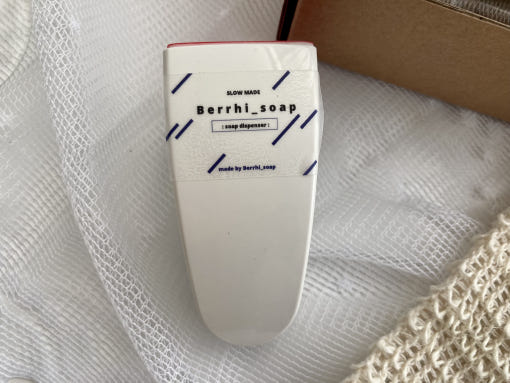 SLOW MADE
Berrhi_soap
: soap dispenser :
made by Berrhi_soap